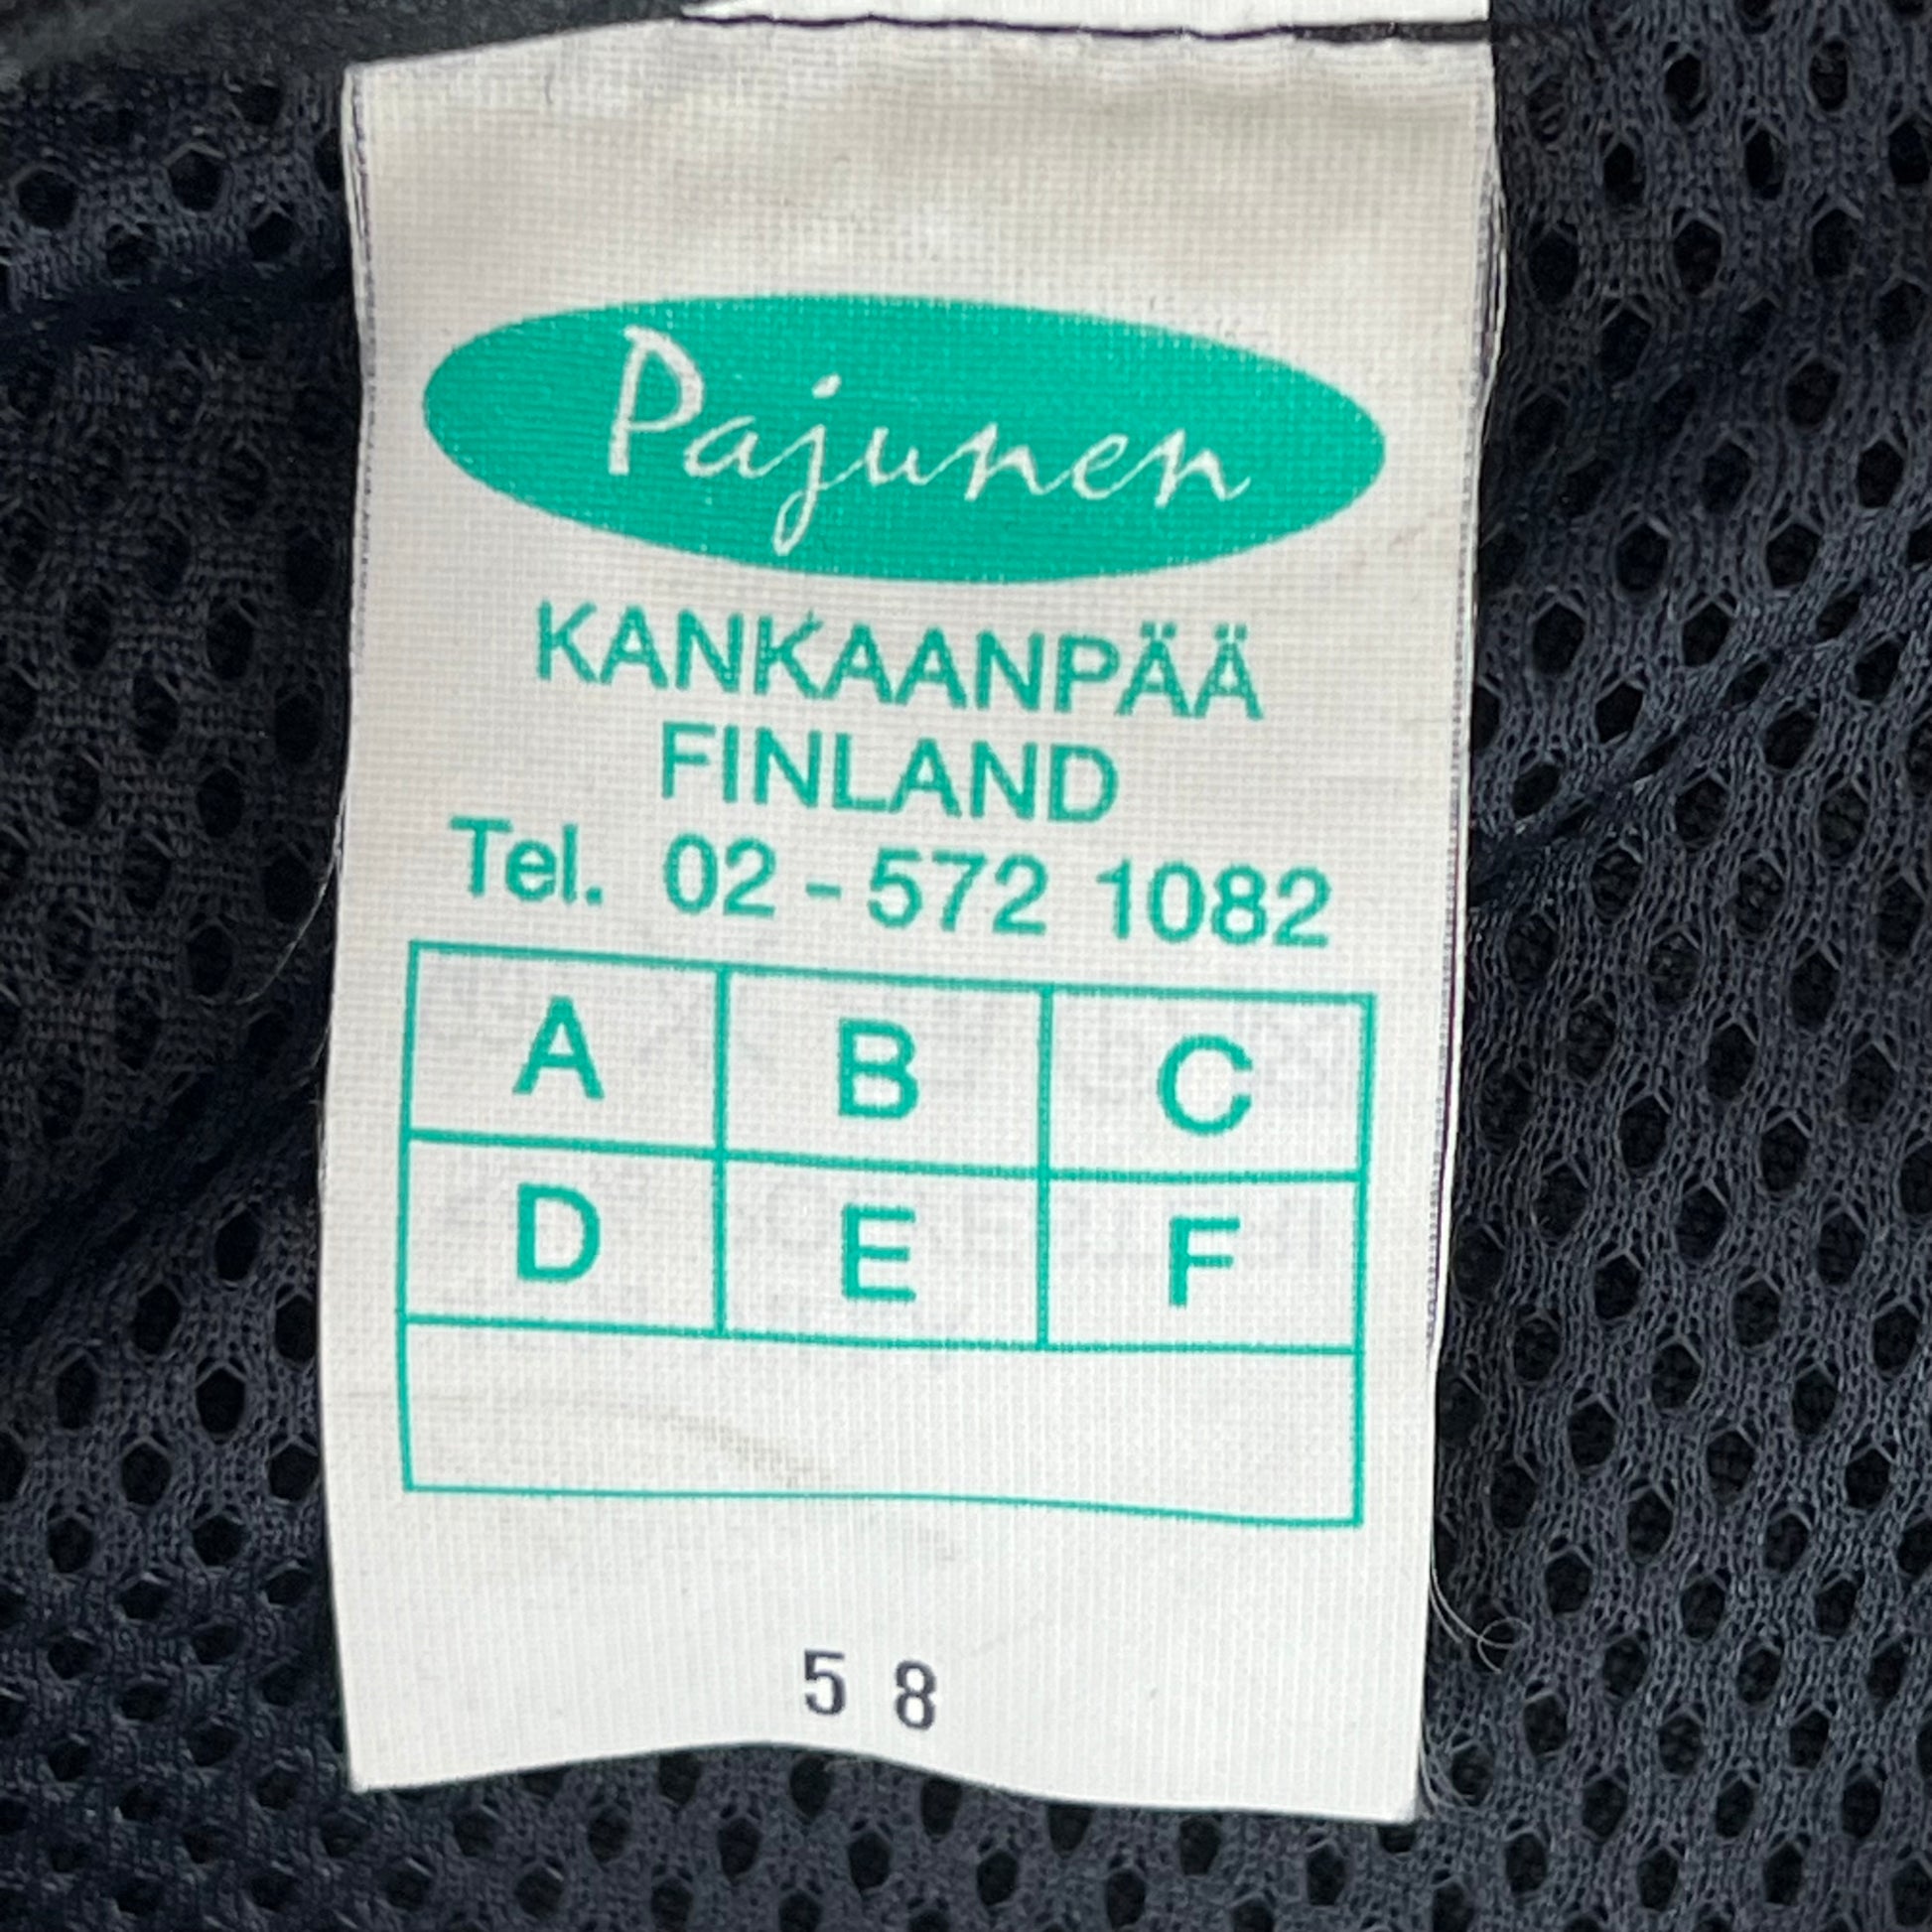 Pajunen
KANKAANPÄÄ
FINLAND
Tel. 02-572 1082
A B C
D E F
58